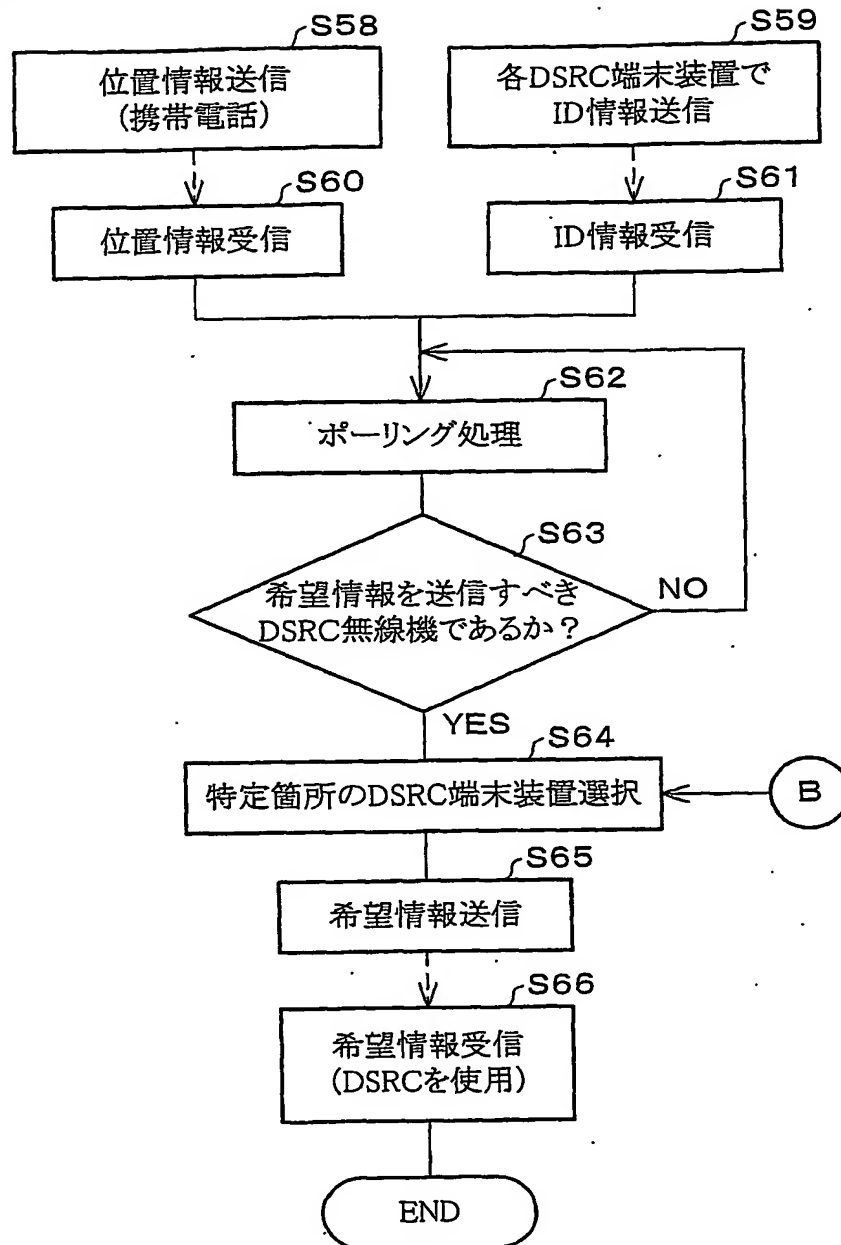 S58
位置情報送信
(携帯電話)
S59
各DSRC端末装置で
ID情報送信
S60
位置情報受信
S61
ID情報受信
S62
ポーリング処理
S63
希望情報を送信すべき
DSRC無線機であるか？
NO
YES
S64
特定箇所のDSRC端末装置選択
B
S65
希望情報送信
S66
希望情報受信
(DSRCを使用)
END